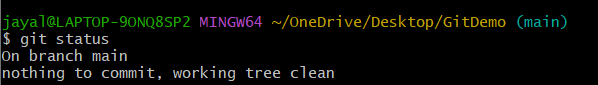 jayal@LAPTOP-9ONQ8SP2 MINGW64 ~/OneDrive/Desktop/GitDemo (main)
$ git status
On branch main
nothing to commit, working tree clean